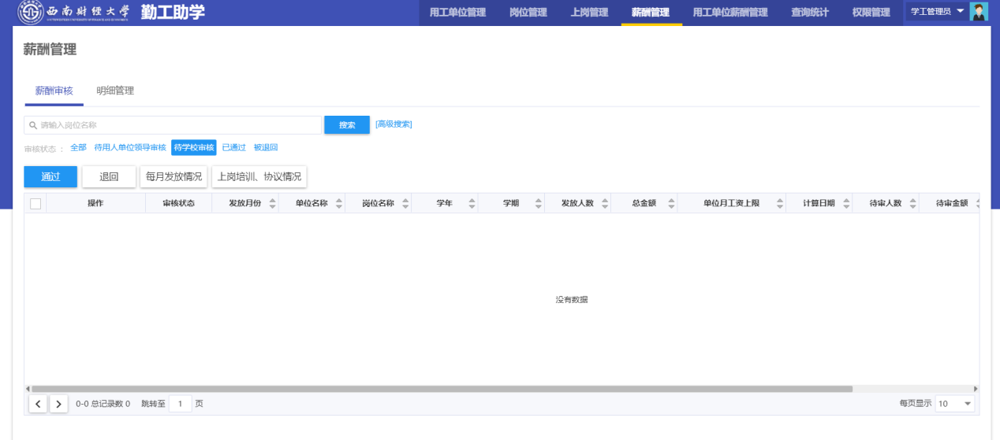 西南财经大学 勤工助学 用工单位管理 岗位管理 上岗管理 薪酬管理 用工单位薪酬管理 查询统计 权限管理 学工管理员
薪酬管理
薪酬审核 明细管理
请输入岗位名称 搜索 [高级搜索]
审核状态 ： 全部 待用人单位领导审核 待学校审核 已通过 被退回
通过 退回 每月发放情况 上岗培训、协议情况
操作 审核状态 发放月份 单位名称 岗位名称 学年 学期 发放人数 总金额 单位月工资上限 计算日期 待审人数 待审金额
没有数据
0-0 总记录数 0 跳转至 1 页 每页显示 10